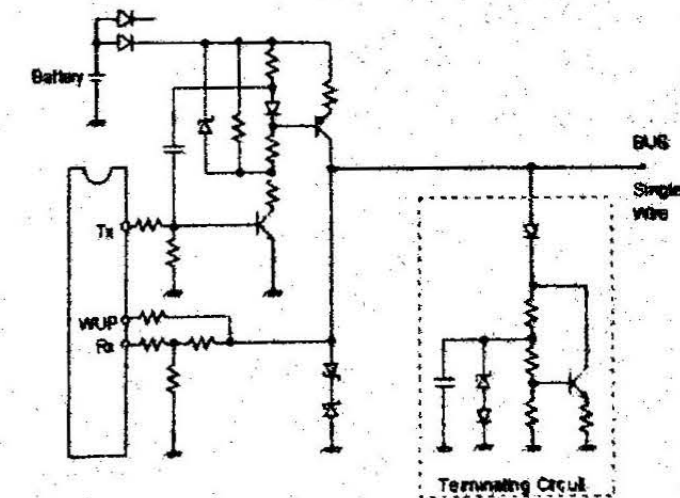 Battery
BUS
Single
Wire
Tx
WUP
Rx
Terminating Circuit